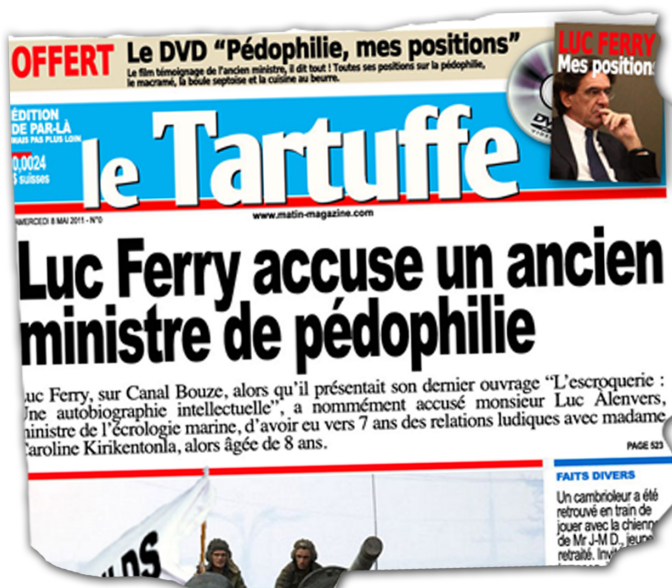 OFFERT
Le DVD “Pédophilie, mes positions”
Le film témoignage de l'ancien ministre, il dit tout ! Toutes ses positions sur la pédophilie,
le macramé, la boule septoise et la cuisine au beurre.
LUC FERRY
Mes position
DVD
VIDEO
ÉDITION
DE PAR-LÀ
MAIS PAS PLUS LOIN
0,0024
$ suisses
le Tartuffe
MERCREDI 8 MAI 2011 - N°0
www.matin-magazine.com
Luc Ferry accuse un ancien
ministre de pédophilie
uc Ferry, sur Canal Bouze, alors qu'il présentait son dernier ouvrage “L'escroquerie :
Une autobiographie intellectuelle”, a nommément accusé monsieur Luc Alenvers,
ministre de l'écrologie marine, d'avoir eu vers 7 ans des relations ludiques avec madame
Caroline Kirikentonla, alors âgée de 8 ans.
PAGE 523
FAITS DIVERS
Un cambrioleur a été
retrouvé en train de
jouer avec la chienne
de Mr J-M D., jeune
retraité.
LDS